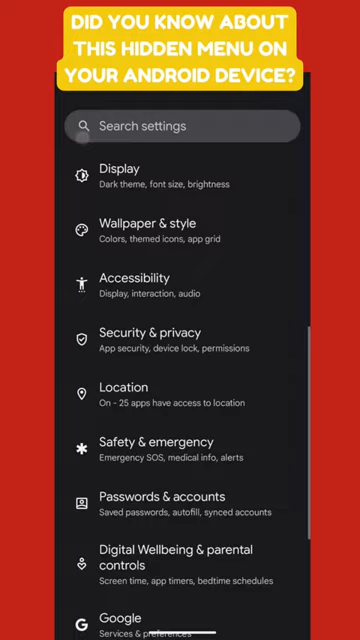 DID YOU KNOW ABOUT
THIS HIDDEN MENU ON
YOUR ANDROID DEVICE?
Search settings
Display
Dark theme, font size, brightness
Wallpaper & style
Colors, themed icons, app grid
Accessibility
Display, interaction, audio
Security & privacy
App security, device lock, permissions
Location
On - 25 apps have access to location
Safety & emergency
Emergency SOS, medical info, alerts
Passwords & accounts
Saved passwords, autofill, synced accounts
Digital Wellbeing & parental
controls
Screen time, app timers, bedtime schedules
Google
Services & preferences